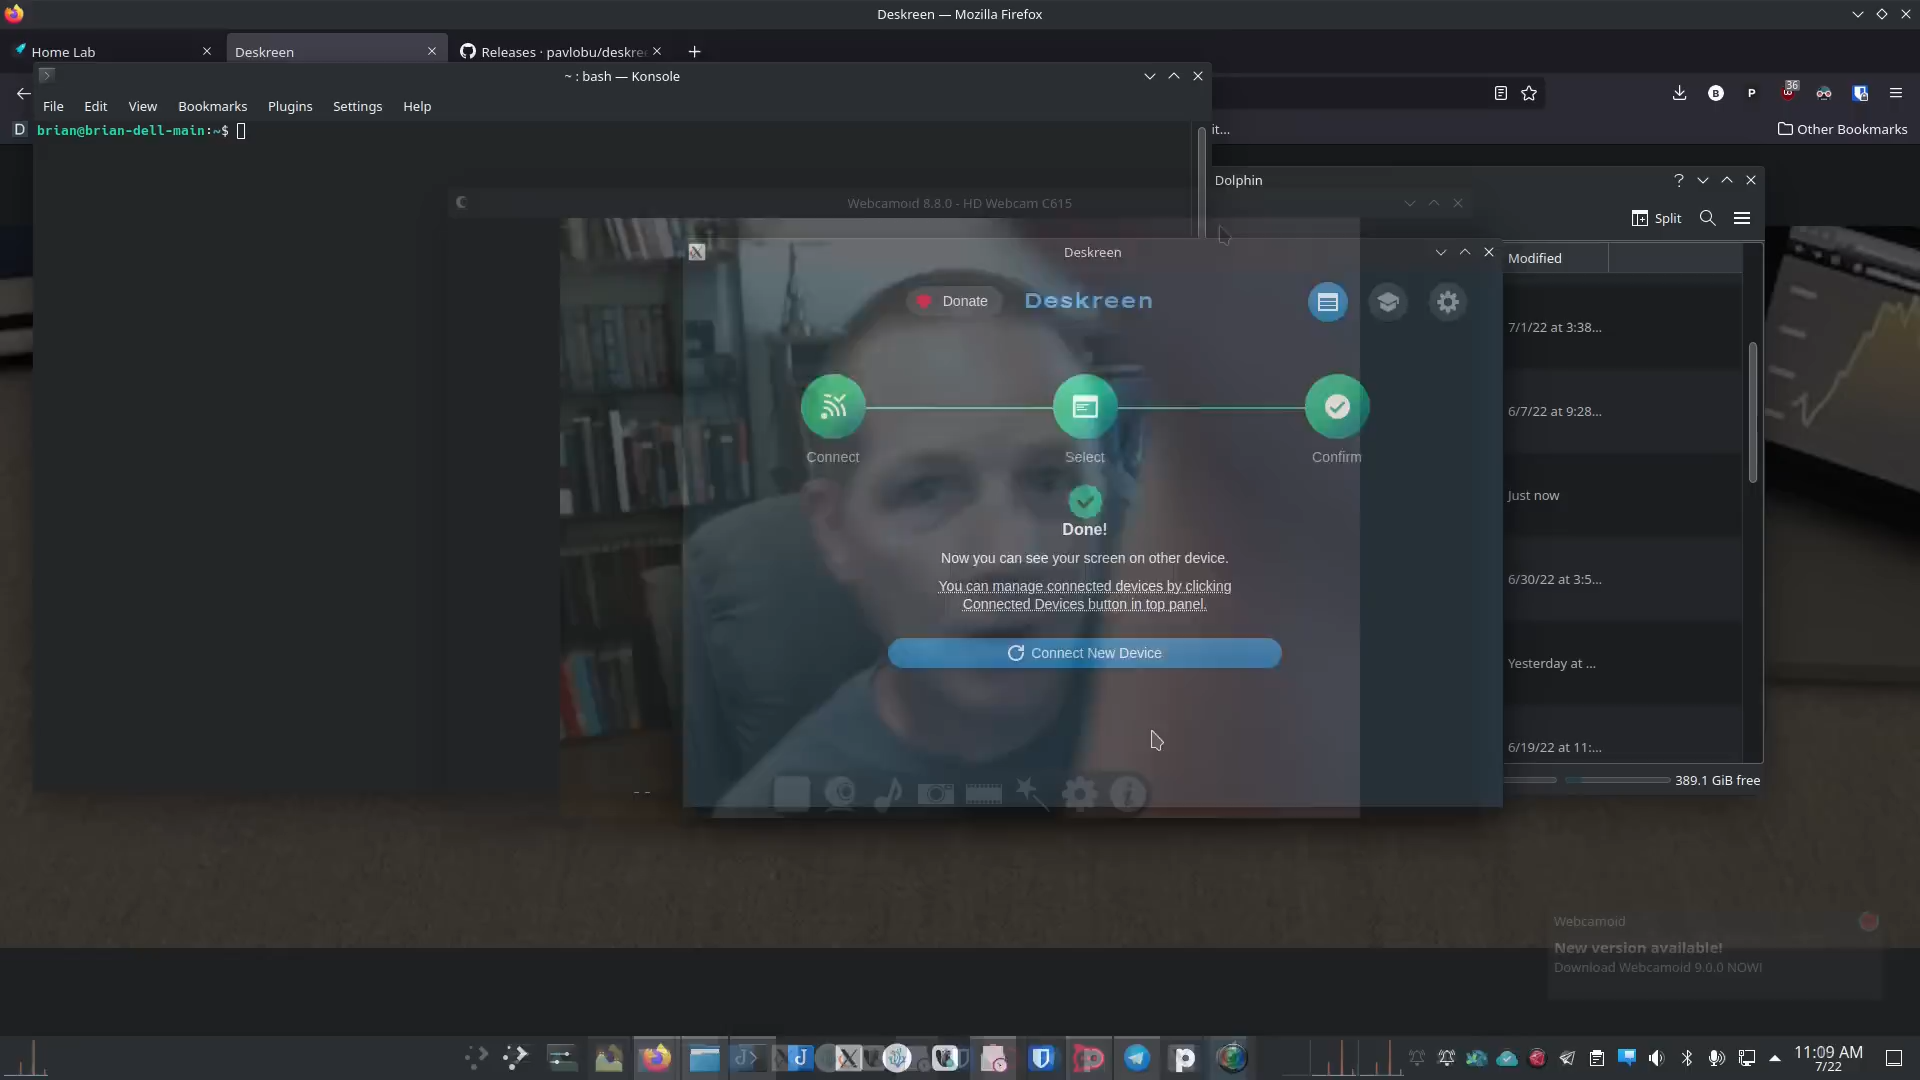 Deskreen — Mozilla Firefox
Home Lab
Deskreen
Releases · pavlobu/deskree
~ : bash — Konsole
36
File Edit View Bookmarks Plugins Settings Help
brian@brian-dell-main:~$
it...
Other Bookmarks
Dolphin
Split
Webcamoid 8.8.0 - HD Webcam C615
Deskreen
Modified
Donate
Deskreen
7/1/22 at 3:38...
6/7/22 at 9:28...
Connect
Select
Confirm
Just now
Done!
Now you can see your screen on other device.
You can manage connected devices by clicking
Connected Devices button in top panel.
6/30/22 at 3:5...
Connect New Device
Yesterday at ...
6/19/22 at 11:...
389.1 GiB free
Webcamoid
New version available!
Download Webcamoid 9.0.0 NOW!
11:09 AM
7/22